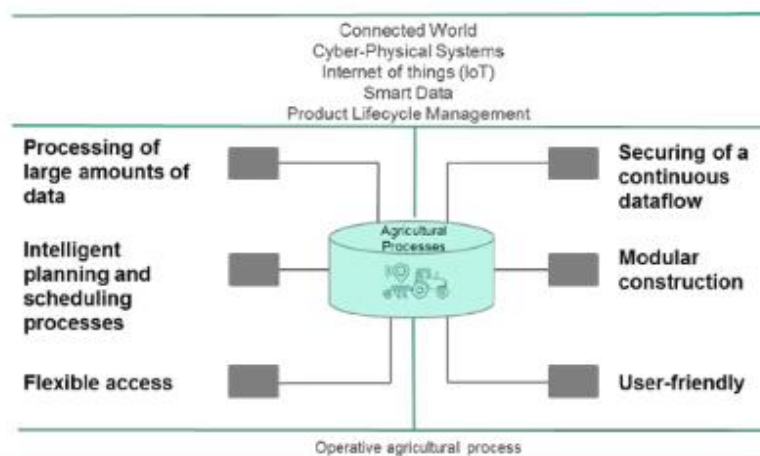 Connected World
Cyber-Physical Systems
Internet of things (IoT)
Smart Data
Product Lifecycle Management
Processing of
large amounts of
data
Intelligent
planning and
scheduling
processes
Flexible access
Agricultural
Processes
Securing of a
continuous
dataflow
Modular
construction
User-friendly
Operative agricultural process